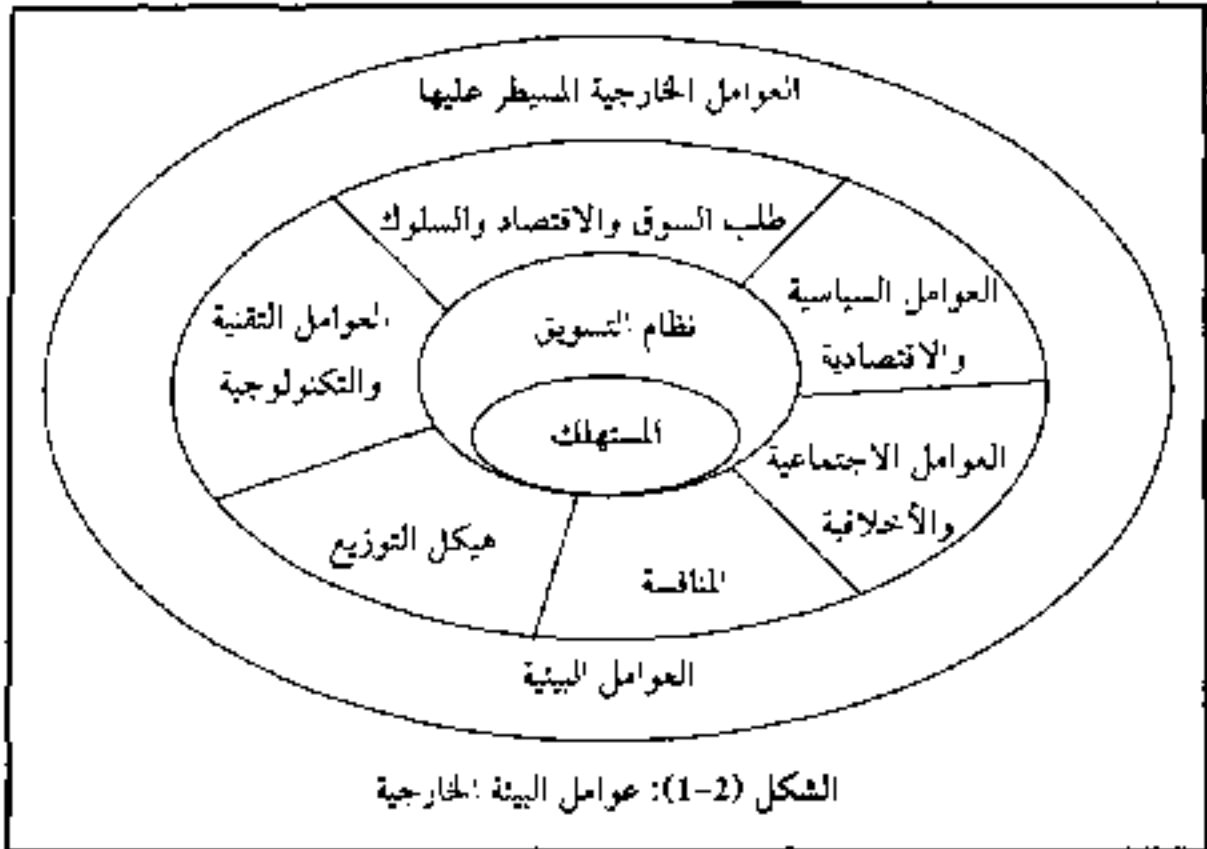 العوامل الخارجية المسيطر عليها
طلب السوق والاقتصاد والسلوك
العوامل السياسية
والاقتصادية
العوامل التقنية
والتكنولوجية
نظام التسويق
المستهلك
العوامل الاجتماعية
والأخلاقية
هيكل التوزيع
المنافسة
العوامل البيئية
الشكل (2-1): عوامل البيئة الخارجية